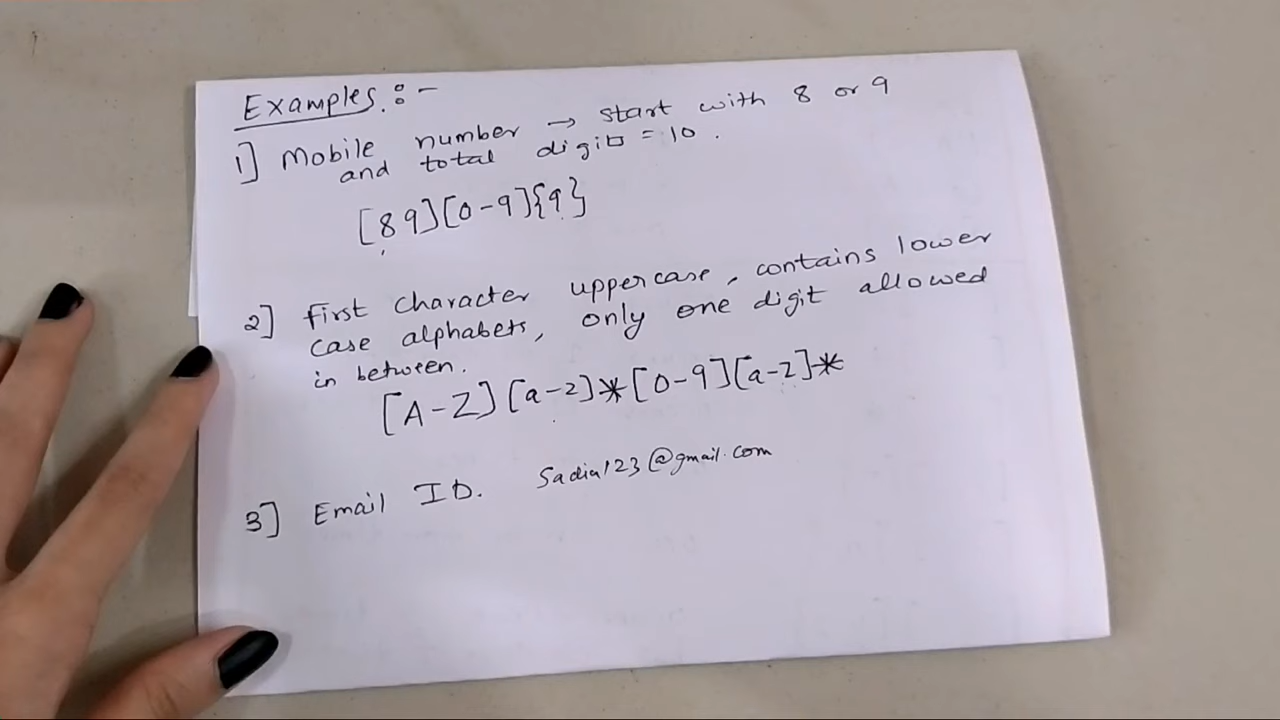 Examples : -
1] Mobile number → start with 8 or 9
and total digits = 10 .
[89][0-9]{9}
2] First Character uppercase, contains lower
case alphabets, only one digit allowed
in between.
[A-Z][a-z]*[0-9][a-z]*
3] Email ID. Sadia123@gmail.com